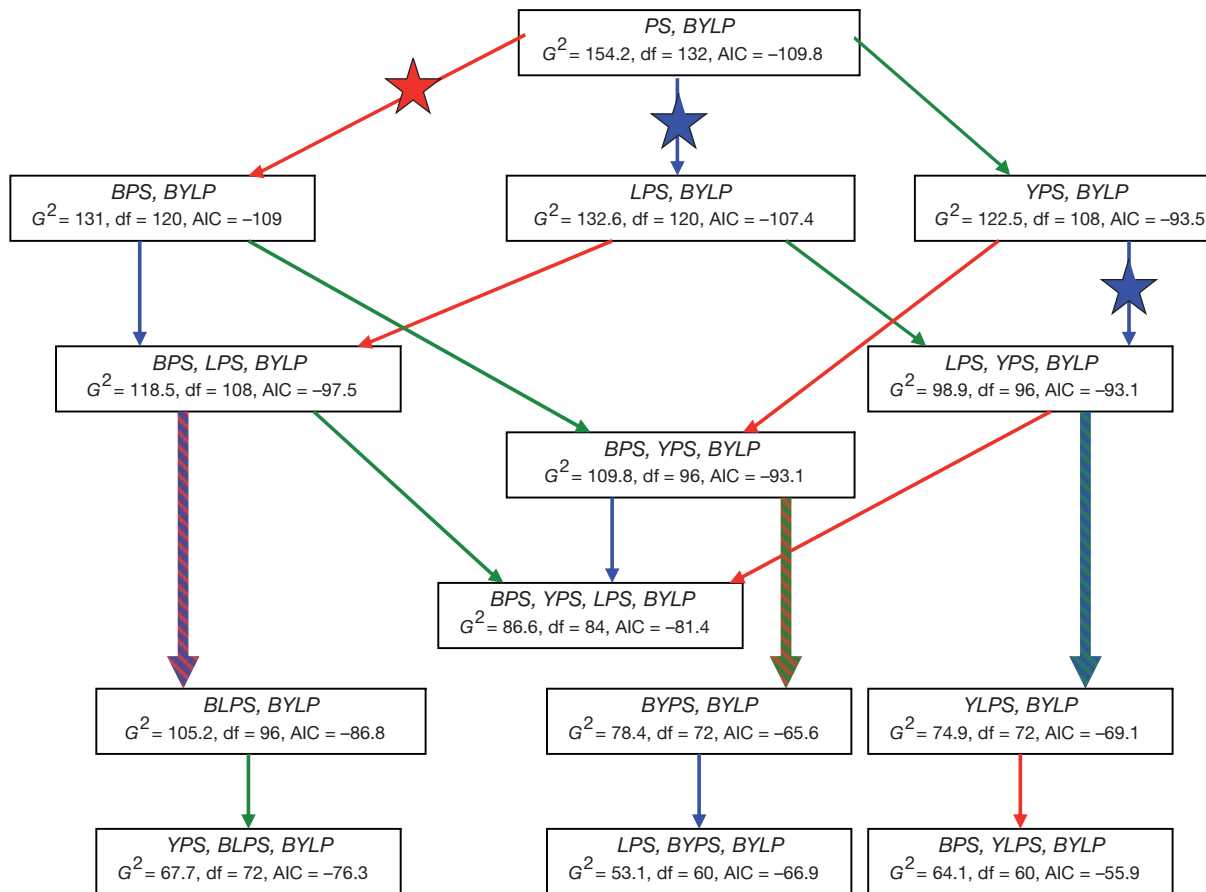 PS, BYLP
G² = 154.2, df = 132, AIC = –109.8
BPS, BYLP
G² = 131, df = 120, AIC = –109
LPS, BYLP
G² = 132.6, df = 120, AIC = –107.4
YPS, BYLP
G² = 122.5, df = 108, AIC = –93.5
BPS, LPS, BYLP
G² = 118.5, df = 108, AIC = –97.5
LPS, YPS, BYLP
G² = 98.9, df = 96, AIC = –93.1
BPS, YPS, BYLP
G² = 109.8, df = 96, AIC = –93.1
BPS, YPS, LPS, BYLP
G² = 86.6, df = 84, AIC = –81.4
BLPS, BYLP
G² = 105.2, df = 96, AIC = –86.8
BYPS, BYLP
G² = 78.4, df = 72, AIC = –65.6
YLPS, BYLP
G² = 74.9, df = 72, AIC = –69.1
YPS, BLPS, BYLP
G² = 67.7, df = 72, AIC = –76.3
LPS, BYPS, BYLP
G² = 53.1, df = 60, AIC = –66.9
BPS, YLPS, BYLP
G² = 64.1, df = 60, AIC = –55.9